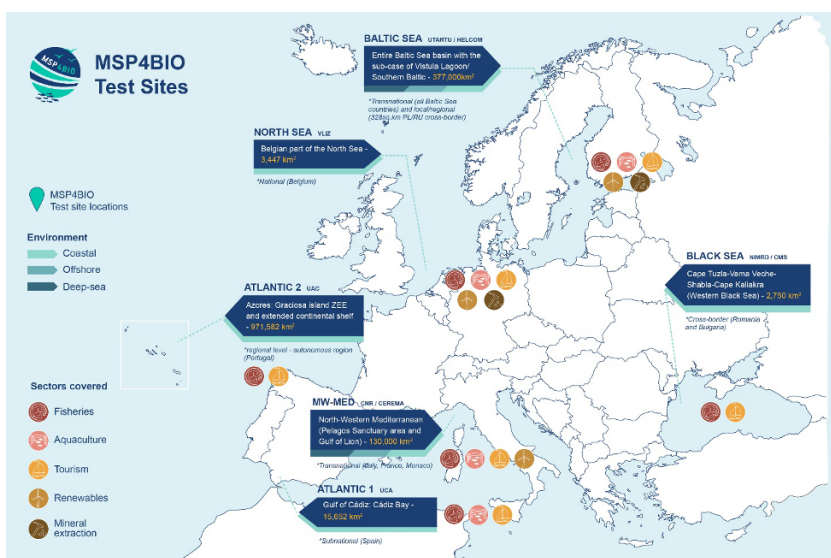 MSP4BIO
MSP4BIO
Test Sites
BALTIC SEA UTARTU / HELCOM
Entire Baltic Sea basin with the
sub-case of Vistula Lagoon/
Southern Baltic - 377,000km²
*Transnational (all Baltic Sea
countries) and local/regional
(328sq.km PL/RU cross-border)
NORTH SEA VLIZ
Belgian part of the North Sea -
3,447 km²
*National (Belgium)
MSP4BIO
Test site locations
Environment
Coastal
Offshore
Deep-sea
ATLANTIC 2 UAC
Azores: Graciosa island ZEE
and extended continental shelf
- 971,582 km²
*regional level - autonomous region
(Portugal)
BLACK SEA NIMRD / CMS
Cape Tuzla-Vama Veche-
Shabla-Cape Kaliakra
(Western Black Sea) - 2,750 km²
*Cross-border (Romania
and Bulgaria)
Sectors covered
Fisheries
Aquaculture
Tourism
Renewables
Mineral
extraction
MW-MED CNR / CEREMA
North-Western Mediterranean
(Pelagos Sanctuary area and
Gulf of Lion) - 130,000 km²
*Transnational (Italy, France, Monaco)
ATLANTIC 1 UCA
Gulf of Cádiz: Cádiz Bay -
15,652 km²
*Subnational (Spain)